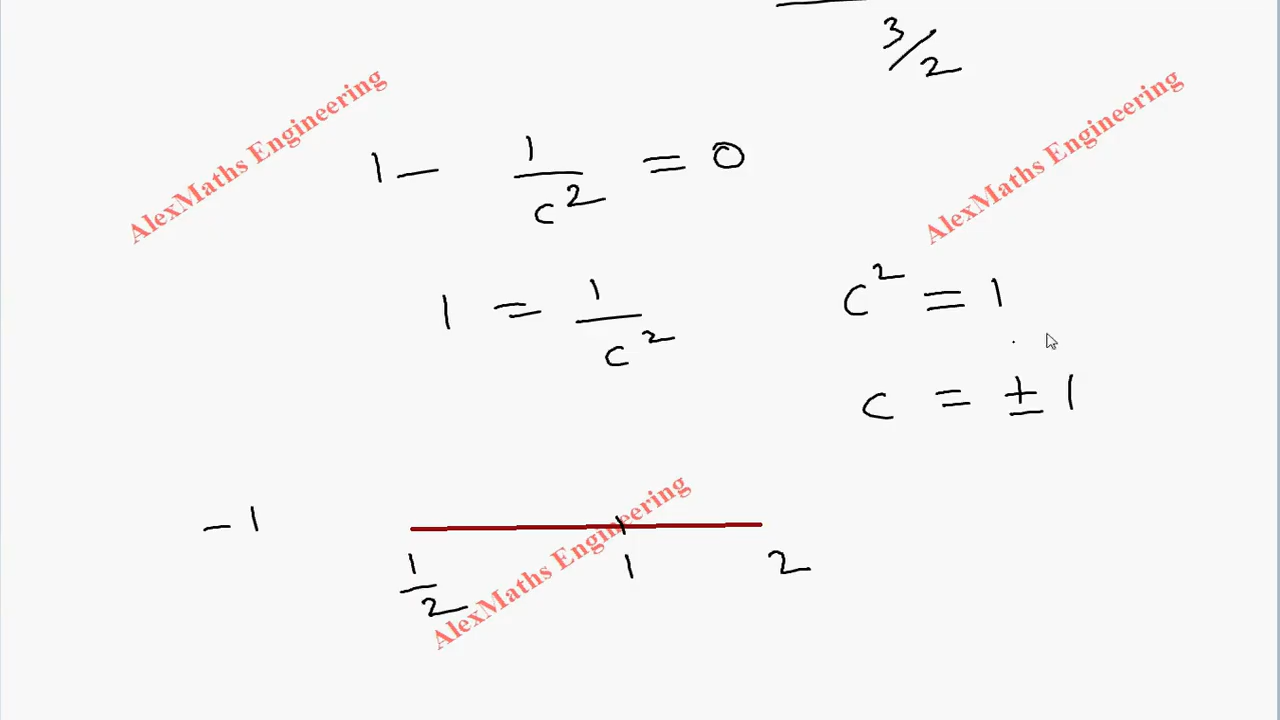 3/2
AlexMaths Engineering
AlexMaths Engineering
1 - 1/c² = 0
1 = 1/c²
c² = 1
c = ± 1
-1
1/2 1 2
AlexMaths Engineering